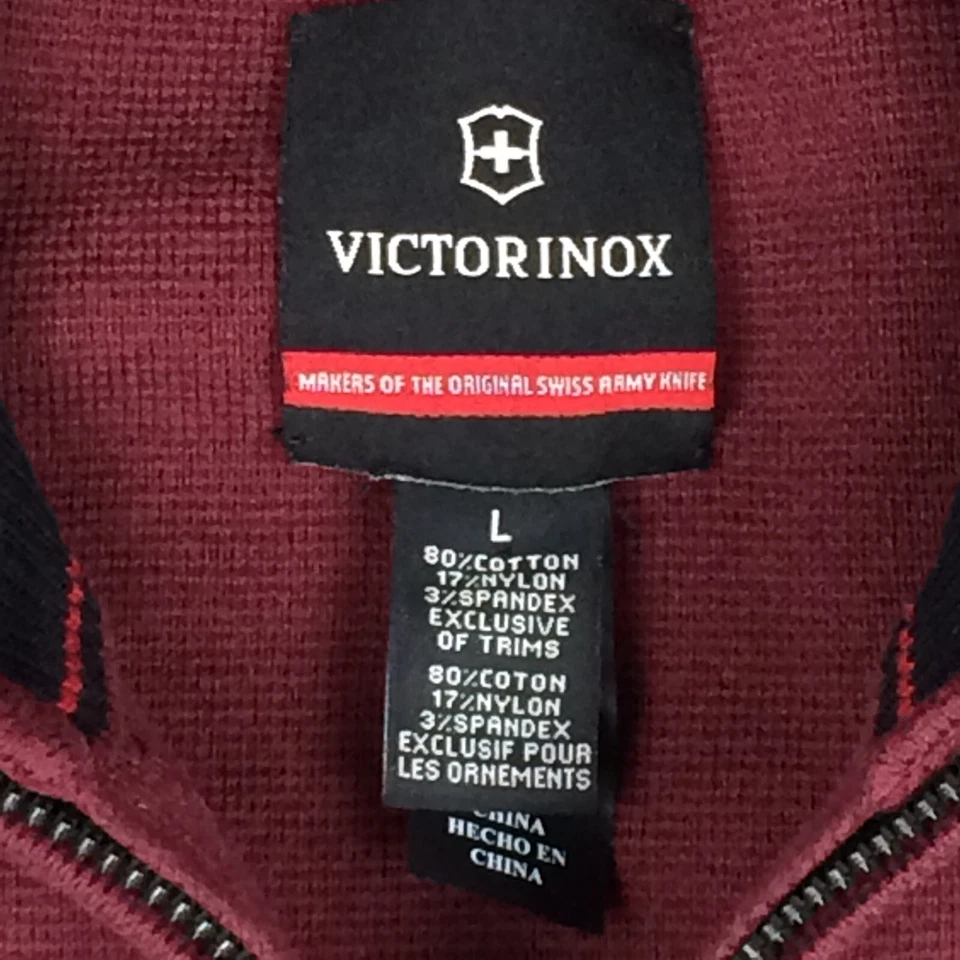 VICTORINOX
MAKERS OF THE ORIGINAL SWISS ARMY KNIFE
L
80%COTTON
17%NYLON
3%SPANDEX
EXCLUSIVE
OF TRIMS
80%COTON
17%NYLON
3%SPANDEX
EXCLUSIF POUR
LES ORNEMENTS
CHINA
HECHO EN
CHINA